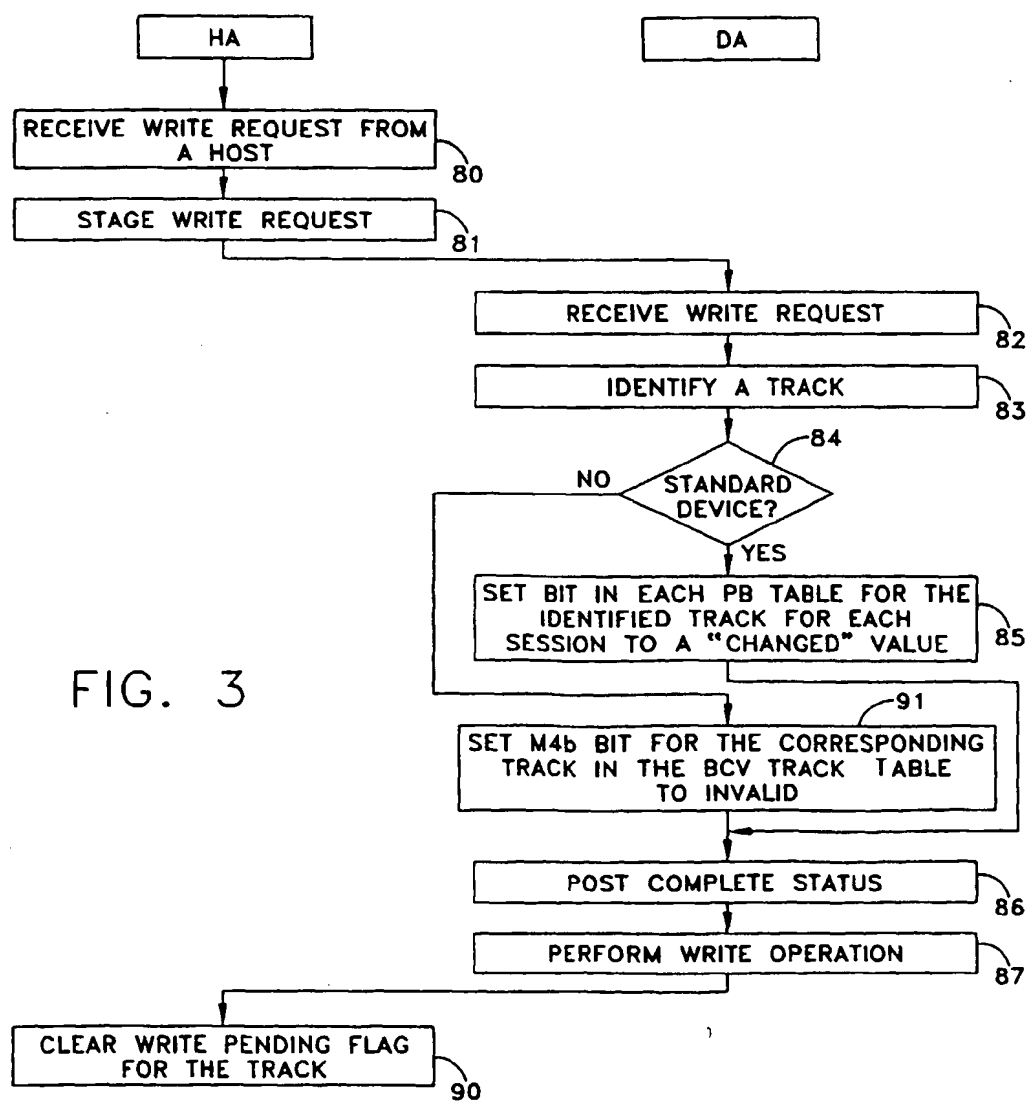 HA
DA
RECEIVE WRITE REQUEST FROM
A HOST
80
STAGE WRITE REQUEST
81
RECEIVE WRITE REQUEST
82
IDENTIFY A TRACK
83
84
NO
STANDARD
DEVICE?
YES
SET BIT IN EACH PB TABLE FOR THE
IDENTIFIED TRACK FOR EACH
SESSION TO A "CHANGED" VALUE
85
FIG. 3
91
SET M4b BIT FOR THE CORRESPONDING
TRACK IN THE BCV TRACK TABLE
TO INVALID
POST COMPLETE STATUS
86
PERFORM WRITE OPERATION
87
CLEAR WRITE PENDING FLAG
FOR THE TRACK
90